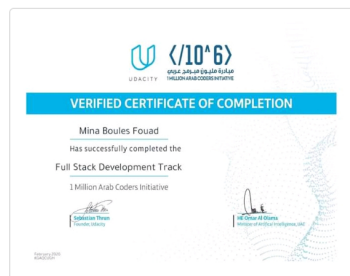 </10^6>
مبادرة مليون مبرمج عربي
1 MILLION ARAB CODERS INITIATIVE
UDACITY
VERIFIED CERTIFICATE OF COMPLETION
Mina Boules Fouad
Has successfully completed the
Full Stack Development Track
1 Million Arab Coders Initiative
Sebastian Thrun
Founder, Udacity
HE Omar Al Olama
Minister of Artificial Intelligence, UAE
February 2020